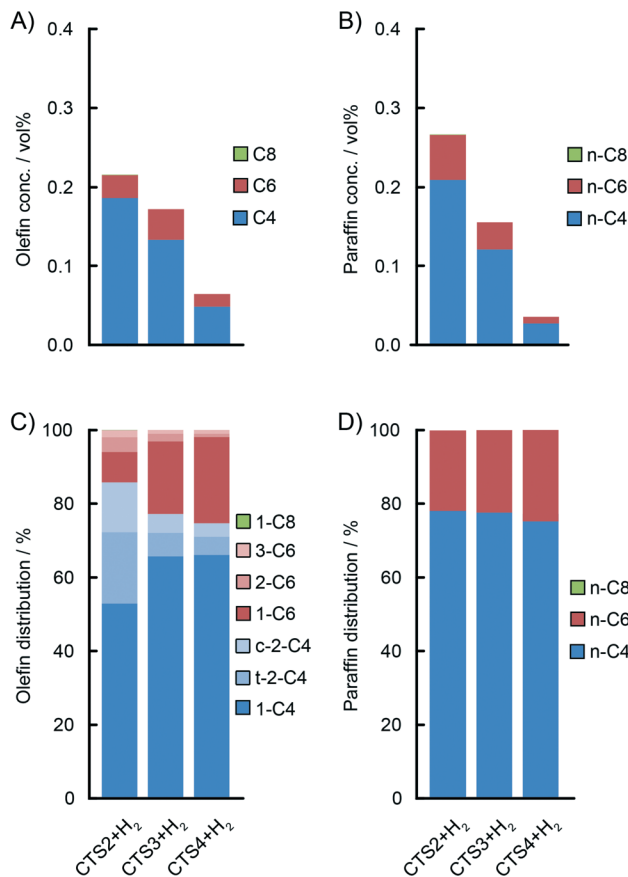 A)
Olefin conc. / vol%
0.4
0.3
0.2
0.1
0.0
C8
C6
C4
B)
Paraffin conc. / vol%
0.4
0.3
0.2
0.1
0.0
n-C8
n-C6
n-C4
C)
Olefin distribution / %
100
80
60
40
20
0
1-C8
3-C6
2-C6
1-C6
c-2-C4
t-2-C4
1-C4
CTS2+H₂
CTS3+H₂
CTS4+H₂
D)
Paraffin distribution / %
100
80
60
40
20
0
n-C8
n-C6
n-C4
CTS2+H₂
CTS3+H₂
CTS4+H₂